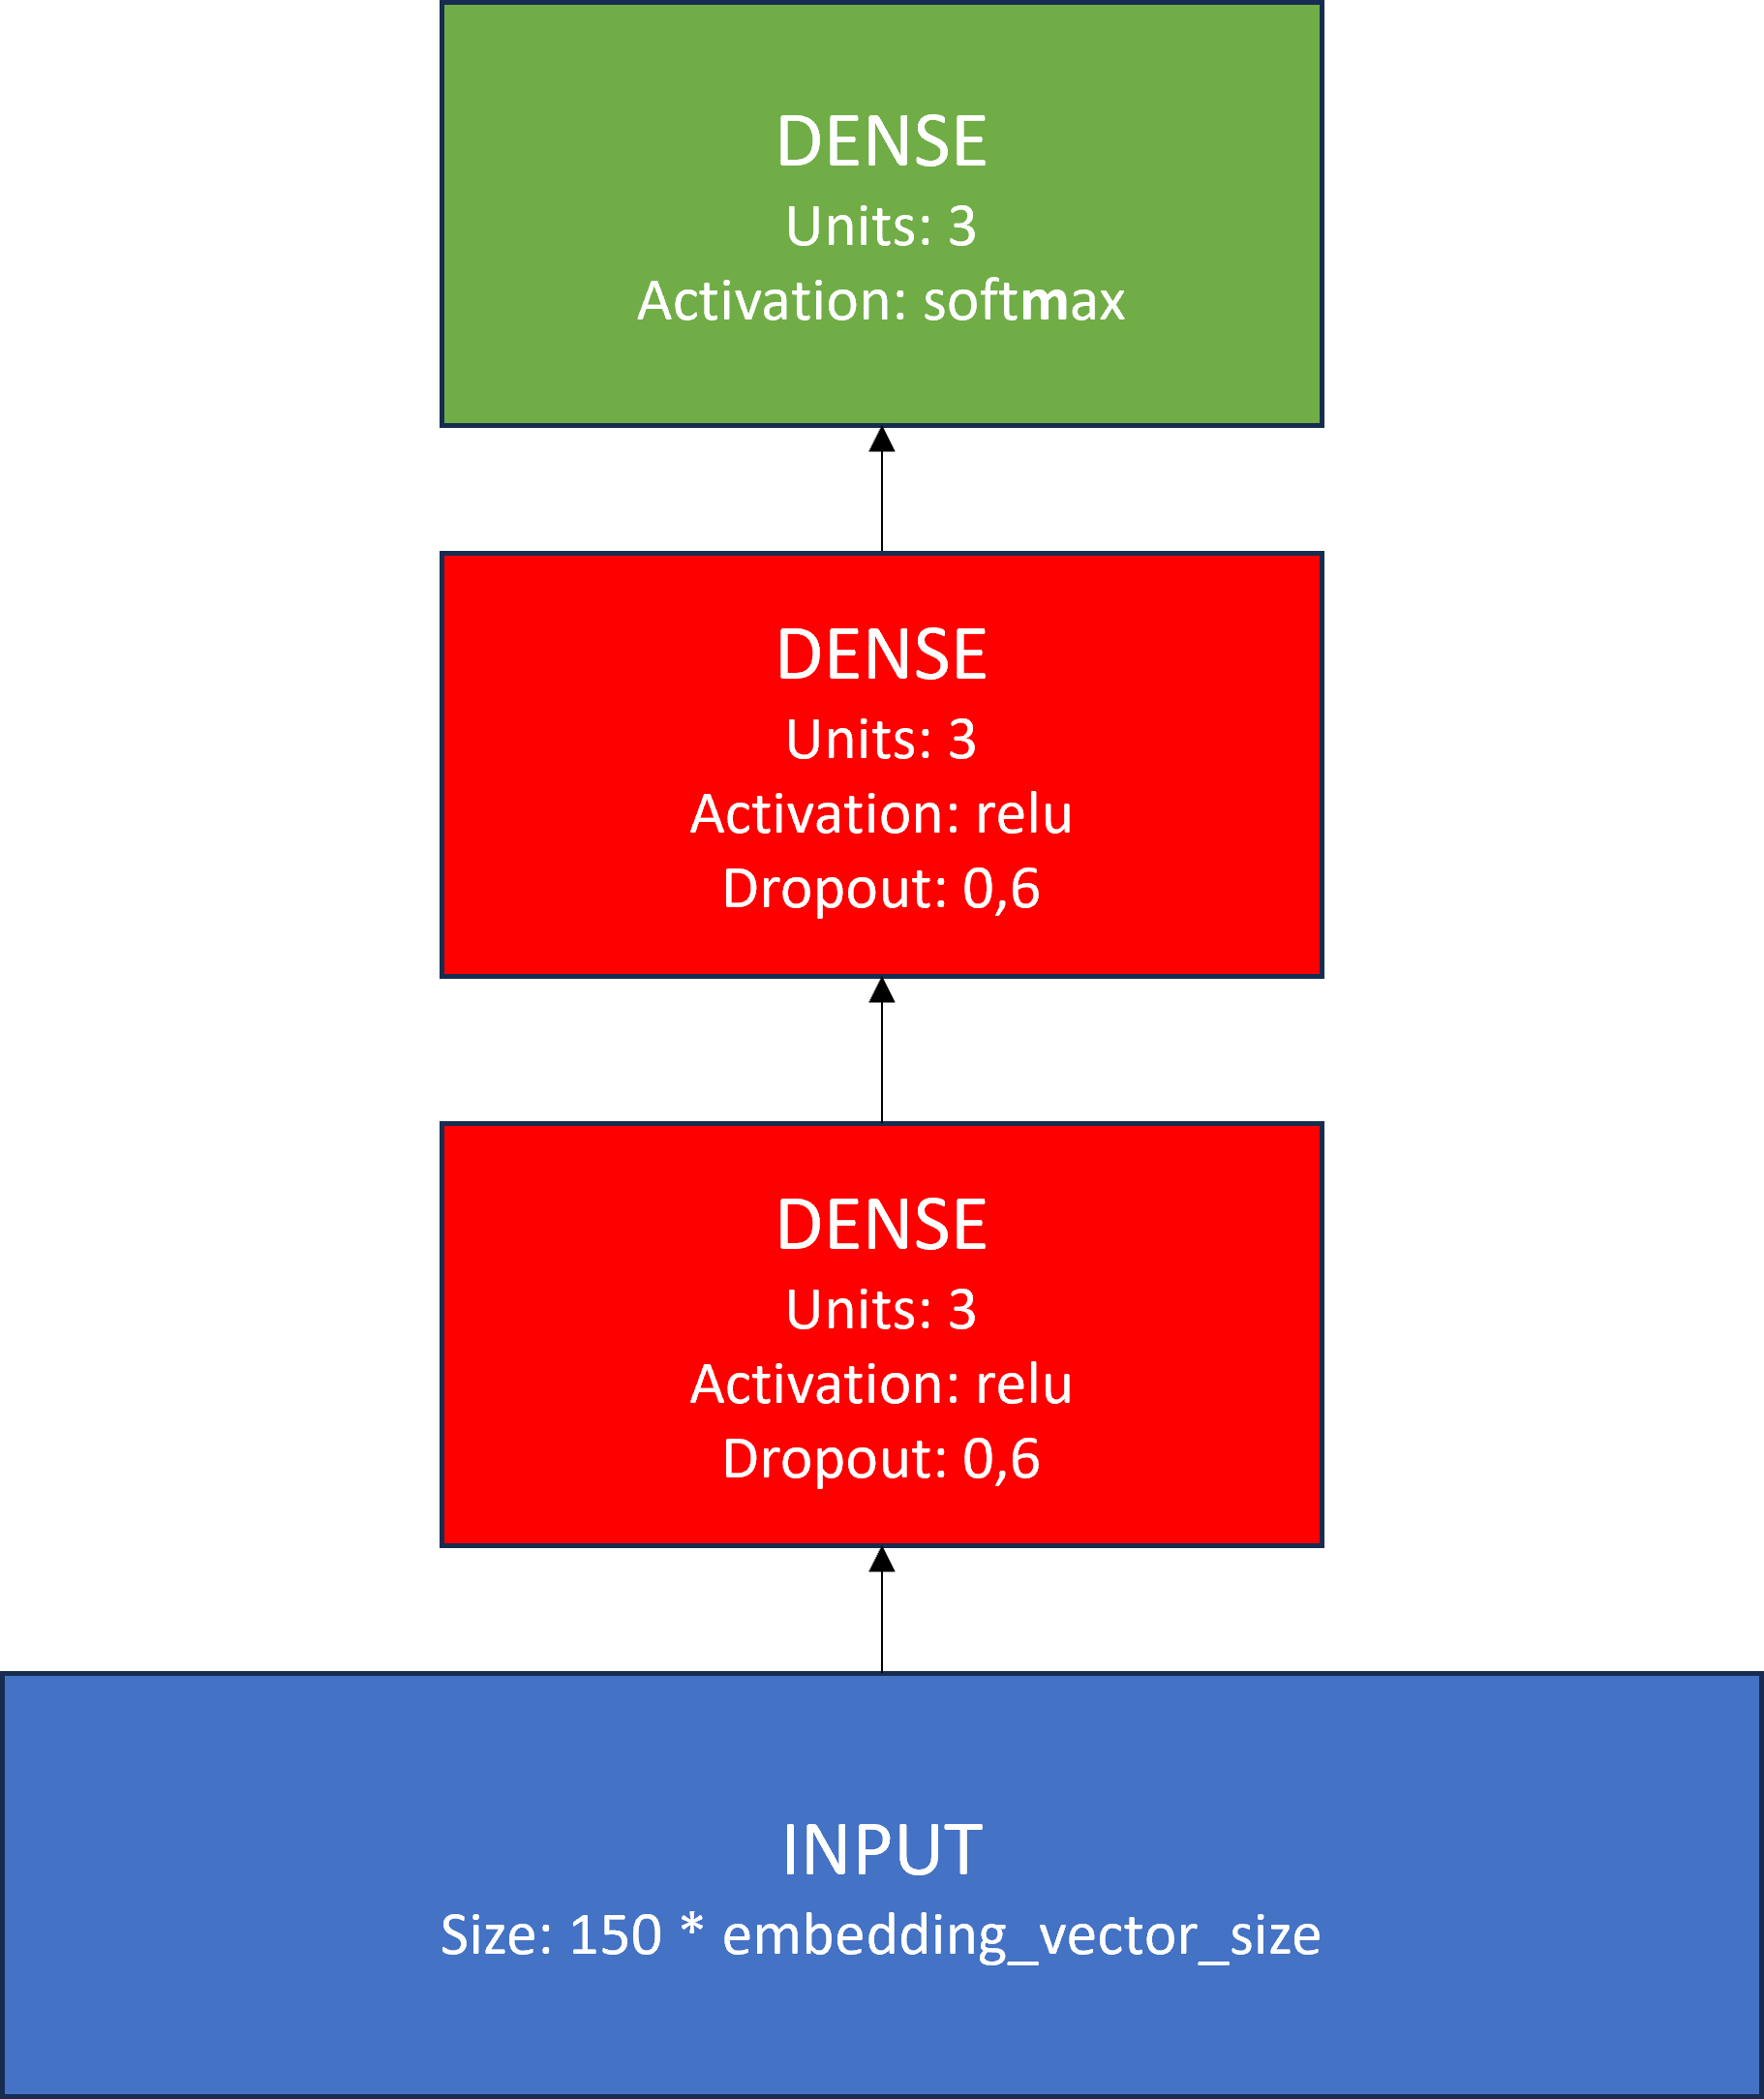 DENSE
Units: 3
Activation: softmax
DENSE
Units: 3
Activation: relu
Dropout: 0,6
DENSE
Units: 3
Activation: relu
Dropout: 0,6
INPUT
Size: 150 * embedding_vector_size